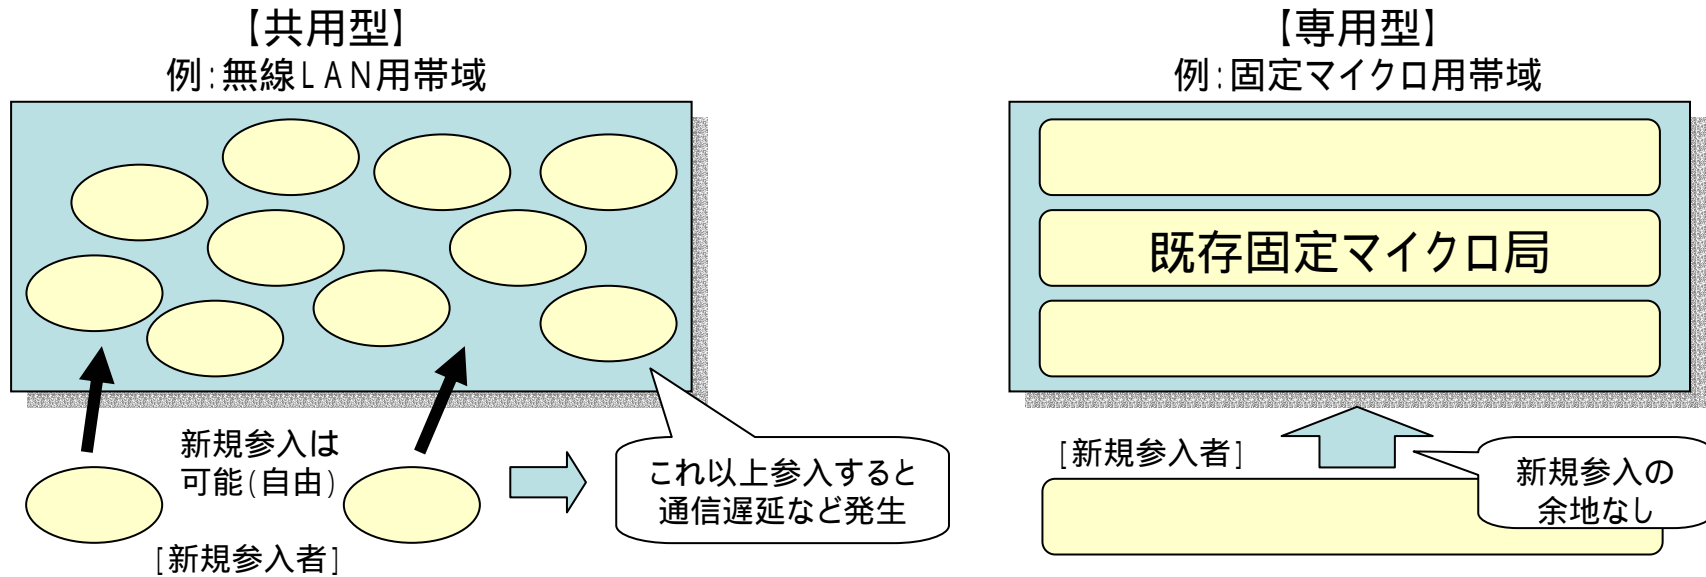 【共用型】
例:無線LAN用帯域
新規参入は
可能(自由)
[新規参入者]
これ以上参入すると
通信遅延など発生
【専用型】
例:固定マイクロ用帯域
既存固定マイクロ局
[新規参入者]
新規参入の
余地なし